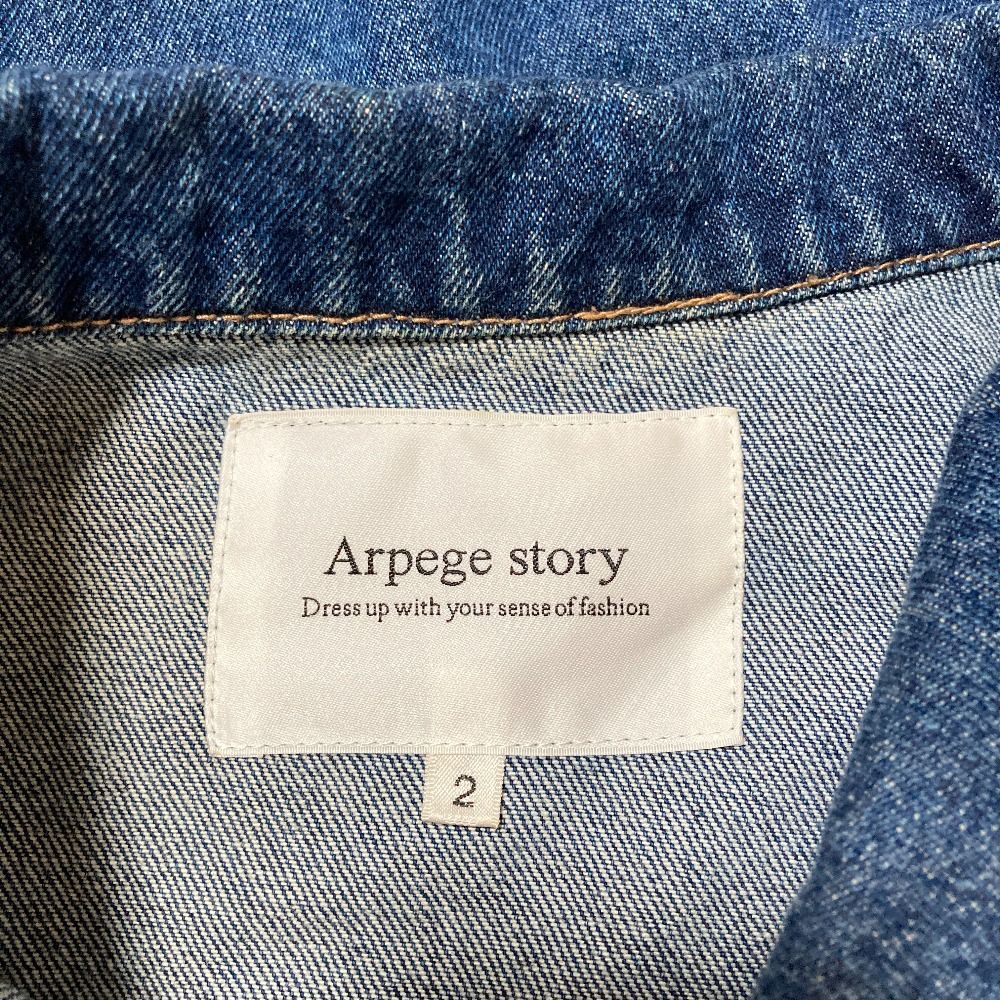 Arpege story
Dress up with your sense of fashion
2